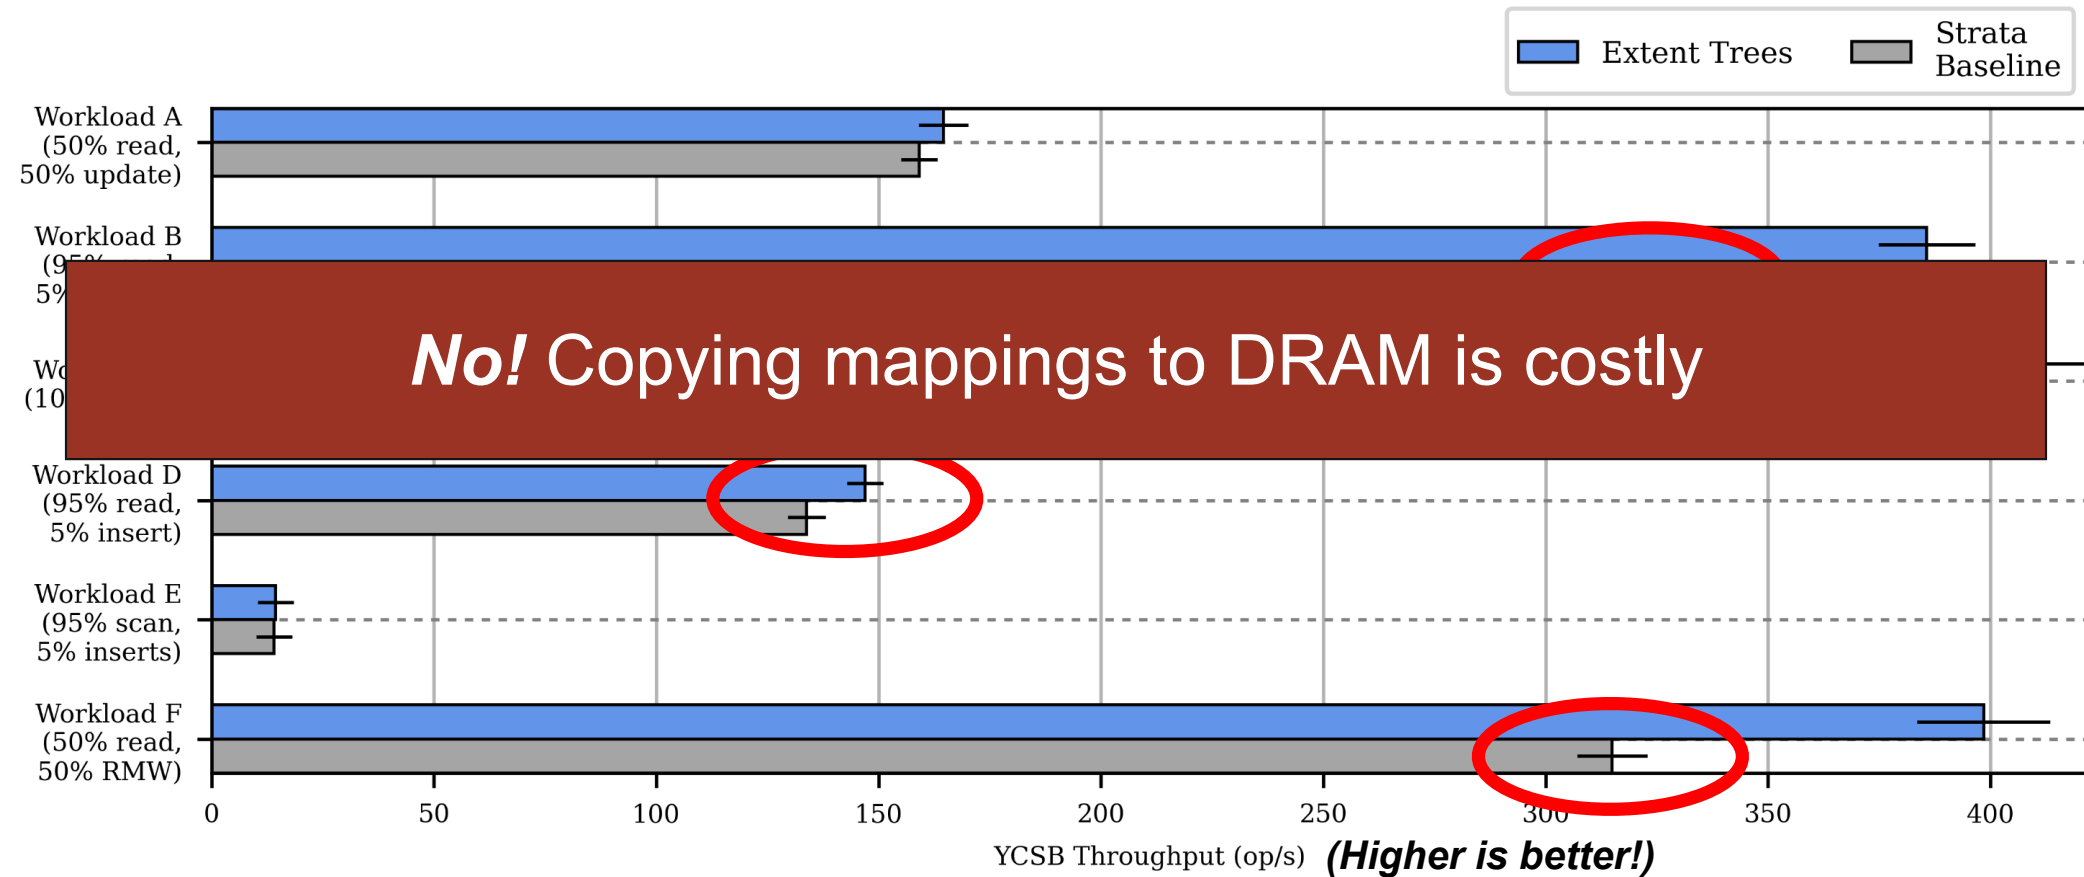 Extent Trees
Strata
Baseline
Workload A
(50% read,
50% update)
Workload B
5%
No! Copying mappings to DRAM is costly
(10
Workload D
(95% read,
5% insert)
Workload E
(95% scan,
5% inserts)
Workload F
(50% read,
50% RMW)
0 50 100 150 200 250 300 350 400
YCSB Throughput (op/s) (Higher is better!)